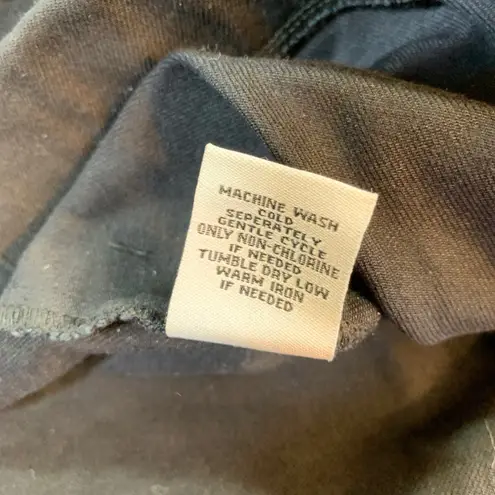 MACHINE WASH
COLD
SEPERATELY
GENTLE CYCLE
ONLY NON-CHLORINE
IF NEEDED
TUMBLE DRY LOW
WARM IRON
IF NEEDED